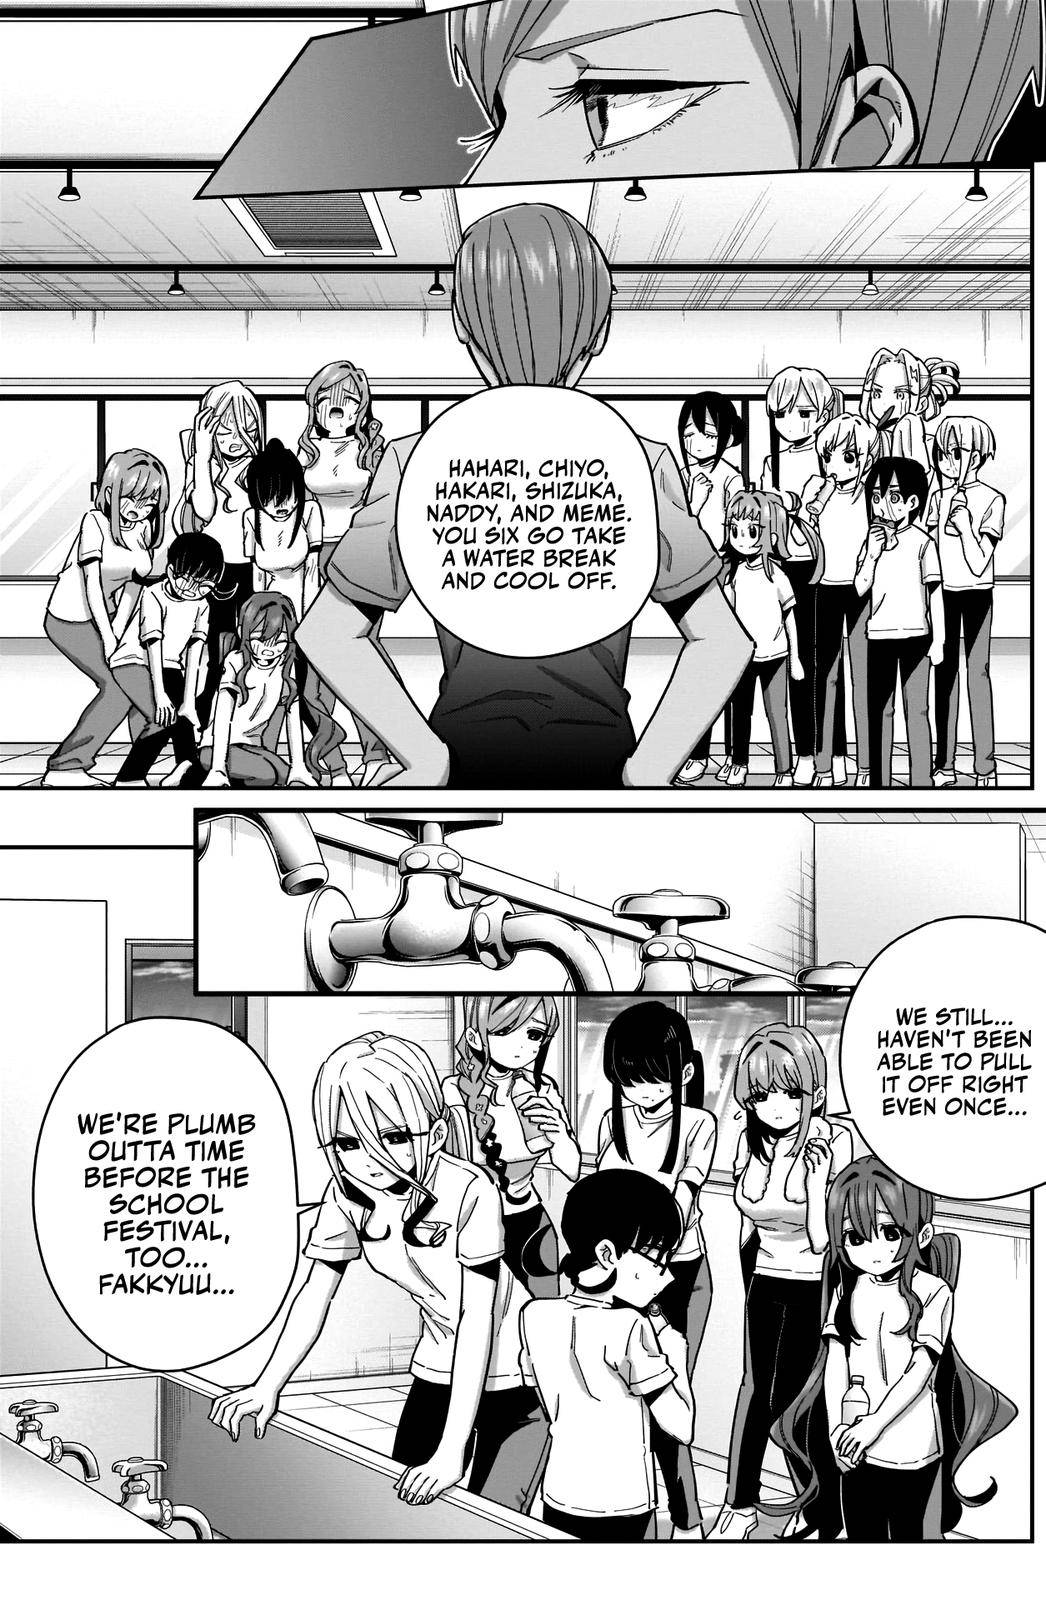 HAHARI, CHIYO,
HAKARI, SHIZUKA,
NADDY, AND MEME.
YOU SIX GO TAKE
A WATER BREAK
AND COOL OFF.
WE STILL...
HAVEN'T BEEN
ABLE TO PULL
IT OFF RIGHT
EVEN ONCE...
WE'RE PLUMB
OUTTA TIME
BEFORE THE
SCHOOL
FESTIVAL,
TOO...
FAKKYUU...